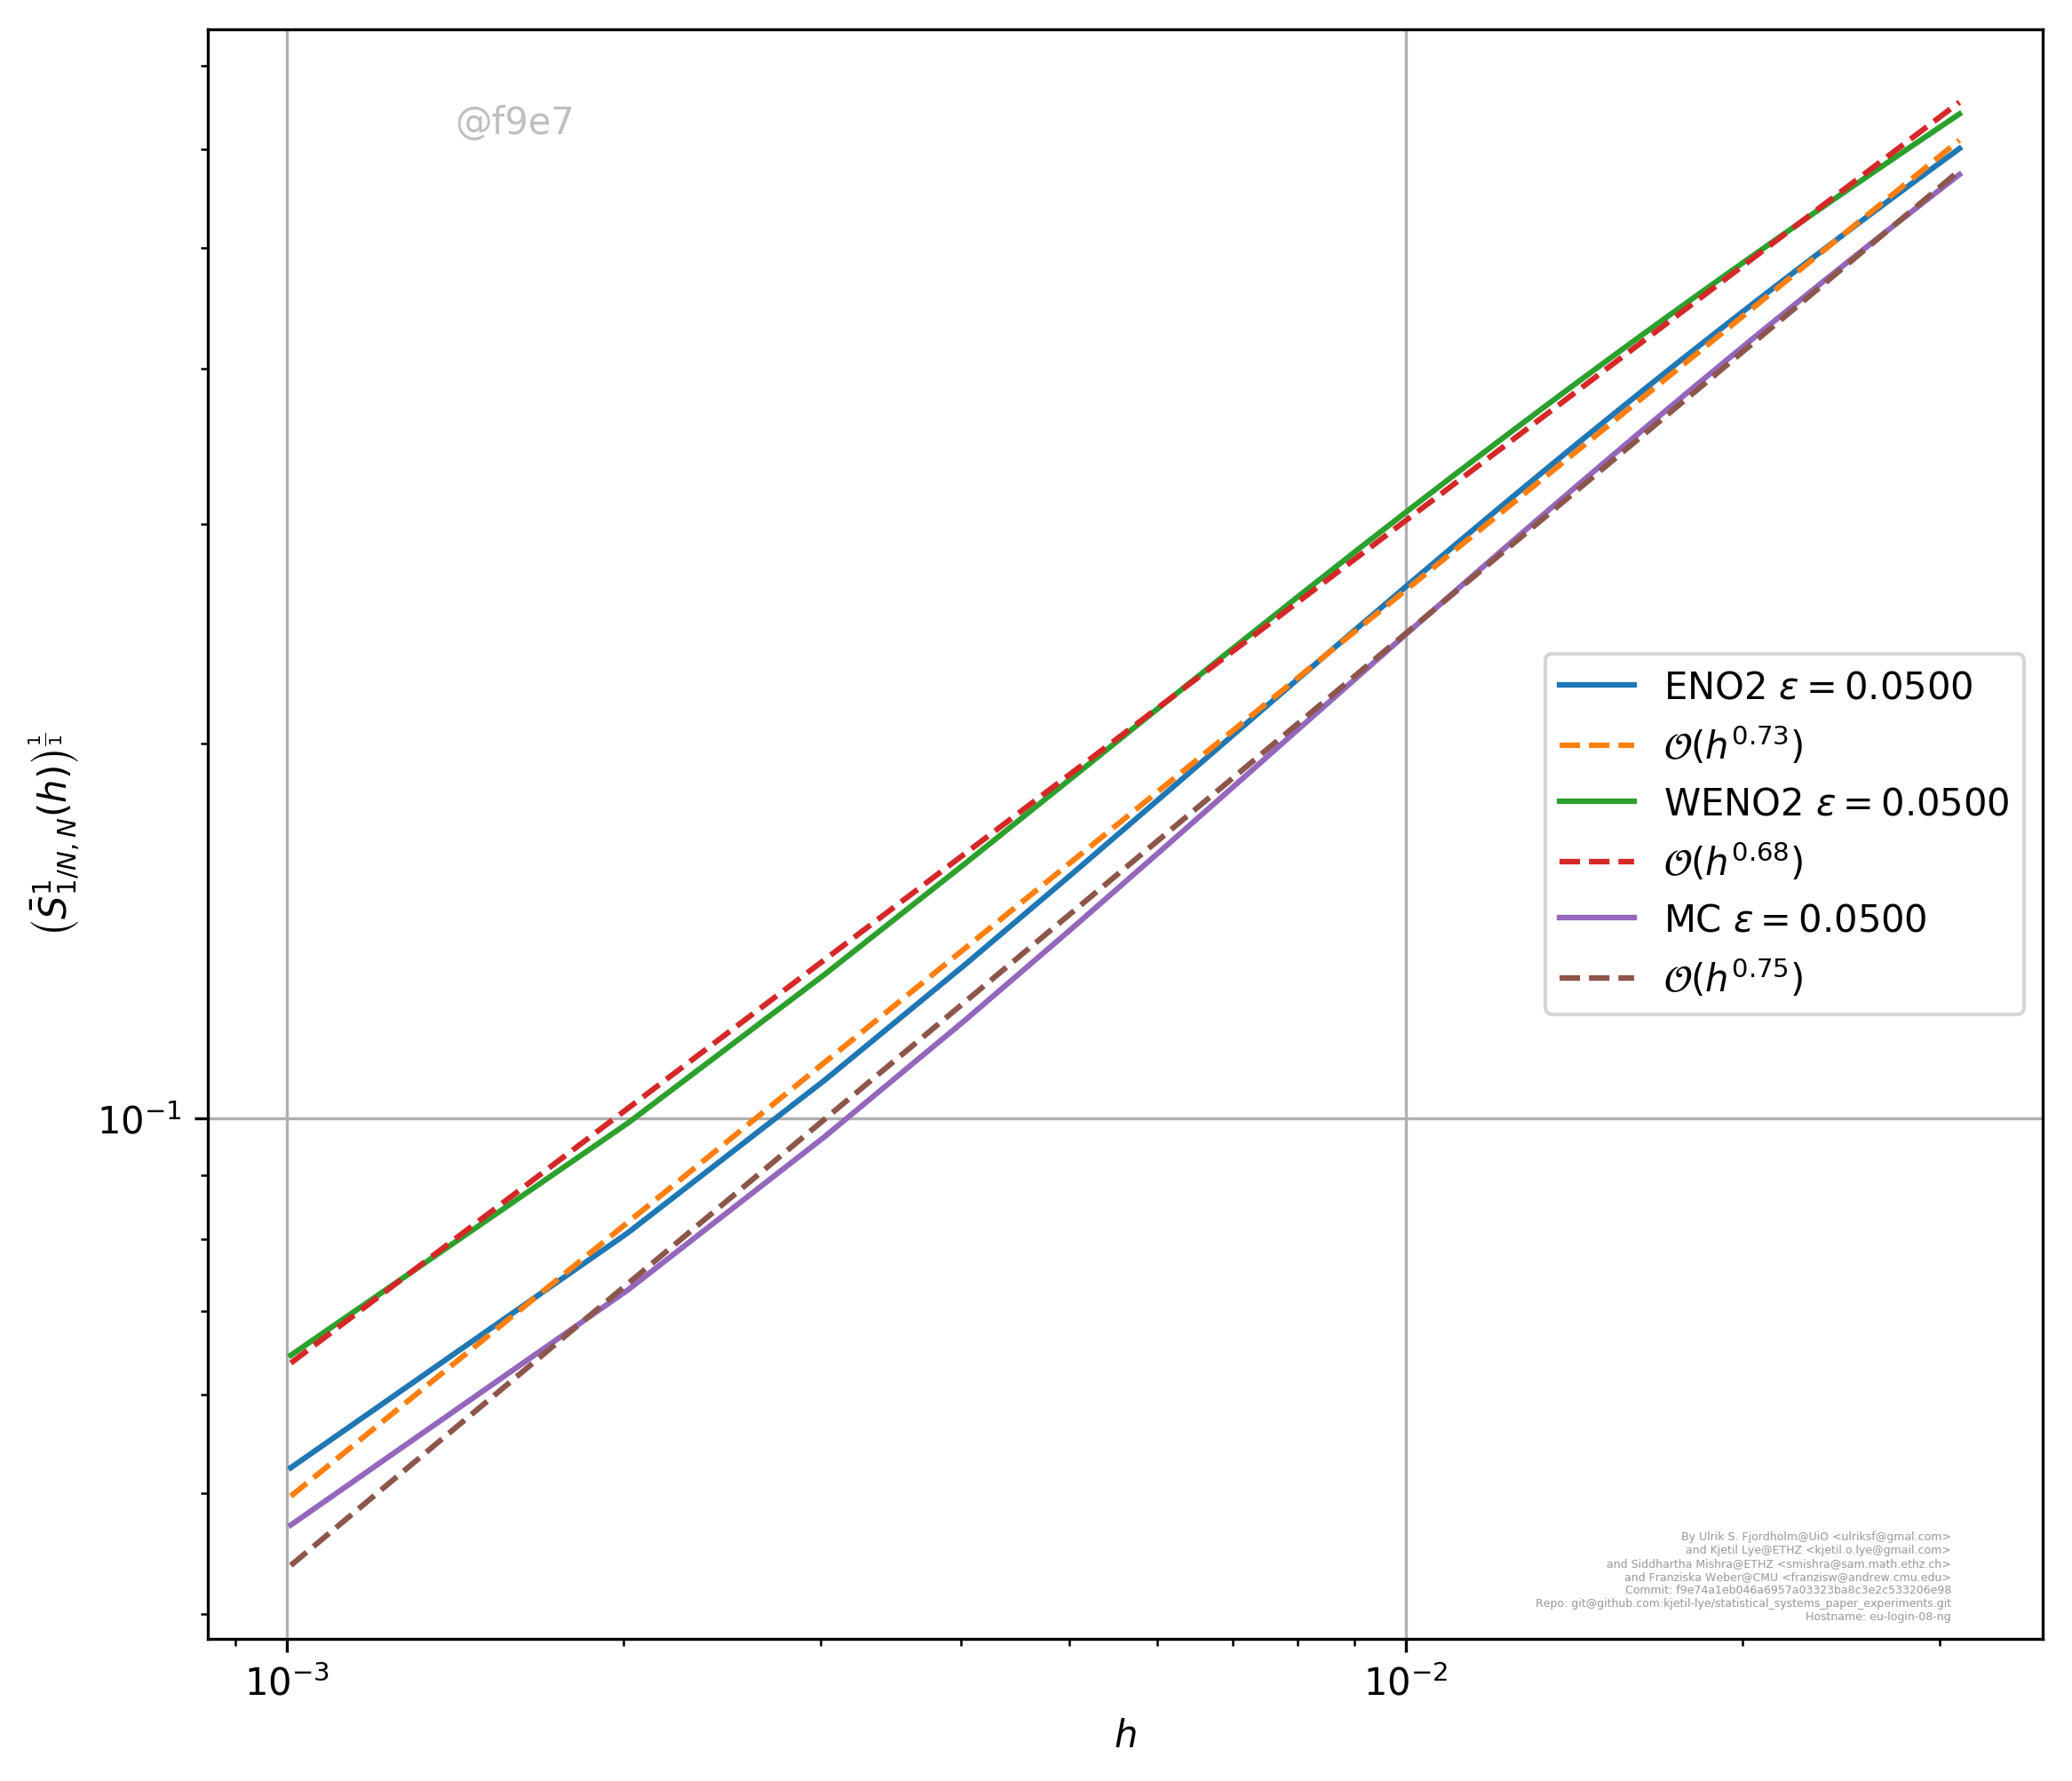 @f9e7
(S̄¹_{1/N, N}(h))^{1/1}
10⁻¹
ENO2 ε = 0.0500
𝒪(h^{0.73})
WENO2 ε = 0.0500
𝒪(h^{0.68})
MC ε = 0.0500
𝒪(h^{0.75})
By Ulrik S. Fjordholm@UiO <ulriksf@gmal.com>
and Kjetil Lye@ETHZ <kjetil.o.lye@gmail.com>
and Siddhartha Mishra@ETHZ <smishra@sam.math.ethz.ch>
and Franziska Weber@CMU <franzisw@andrew.cmu.edu>
Commit: f9e74a1eb046a6957a03323ba8c3e2c533206e98
Repo: git@github.com:kjetil-lye/statistical_systems_paper_experiments.git
Hostname: eu-login-08-ng
10⁻³
10⁻²
h